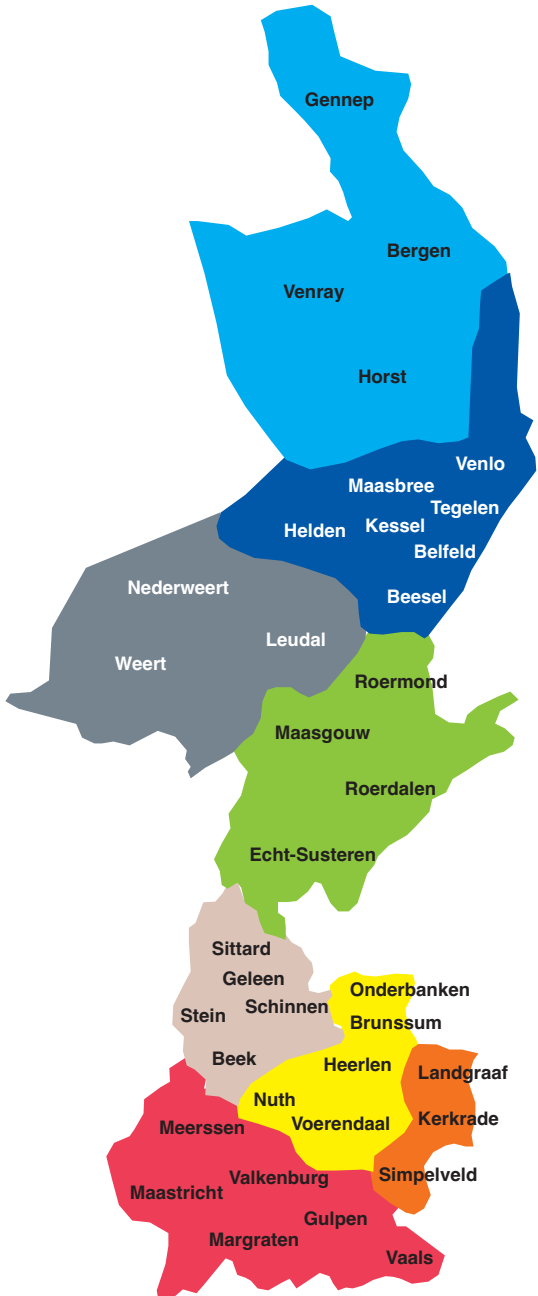 Gennep
Bergen
Venray
Horst
Venlo
Maasbree
Tegelen
Kessel
Helden
Belfeld
Beesel
Nederweert
Leudal
Weert
Roermond
Maasgouw
Roerdalen
Echt-Susteren
Sittard
Geleen
Schinnen
Stein
Beek
Onderbanken
Brunssum
Heerlen
Nuth
Voerendaal
Landgraaf
Kerkrade
Simpelveld
Meerssen
Valkenburg
Maastricht
Gulpen
Margraten
Vaals